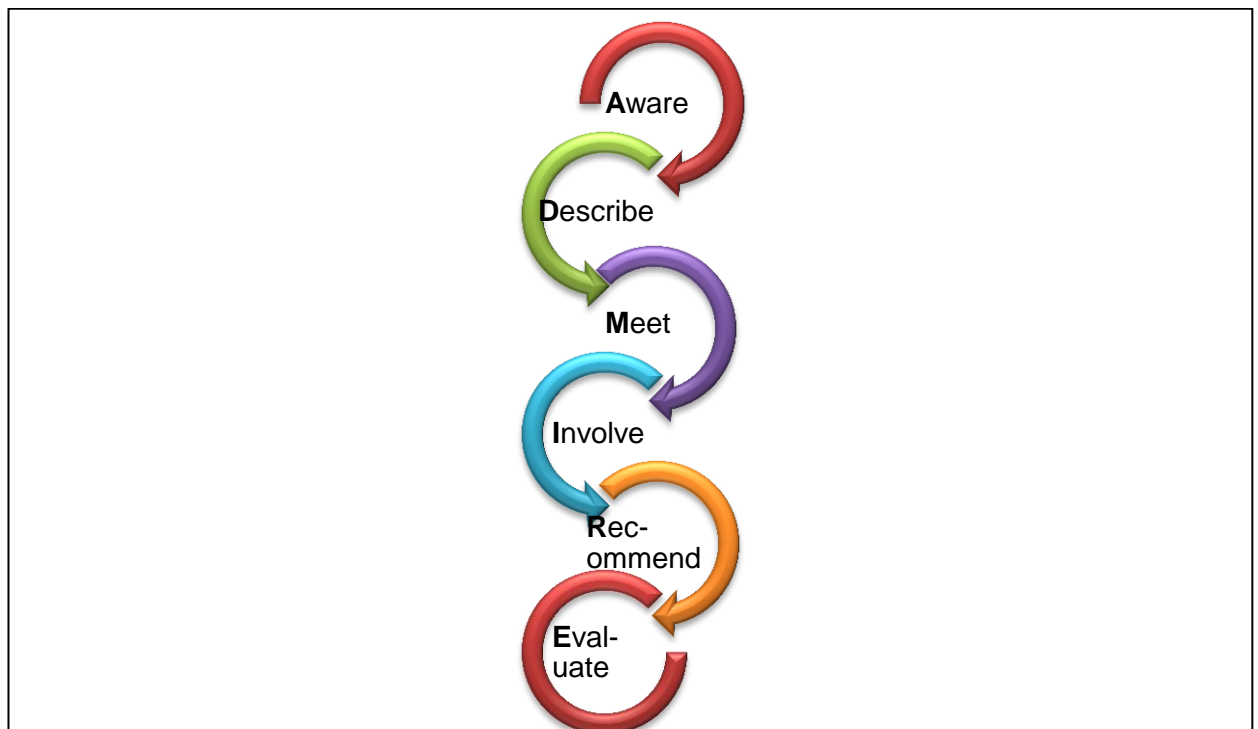 Aware
Describe
Meet
Involve
Rec-
ommend
Eval-
uate